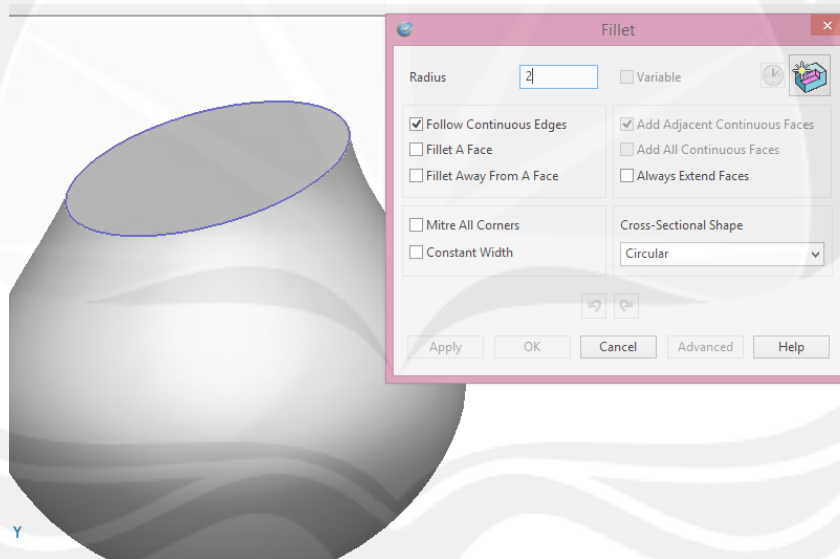 Fillet
Radius 2 Variable
Follow Continuous Edges
Fillet A Face
Fillet Away From A Face
Add Adjacent Continuous Faces
Add All Continuous Faces
Always Extend Faces
Mitre All Corners
Constant Width
Cross-Sectional Shape
Circular
Apply OK Cancel Advanced Help
Y